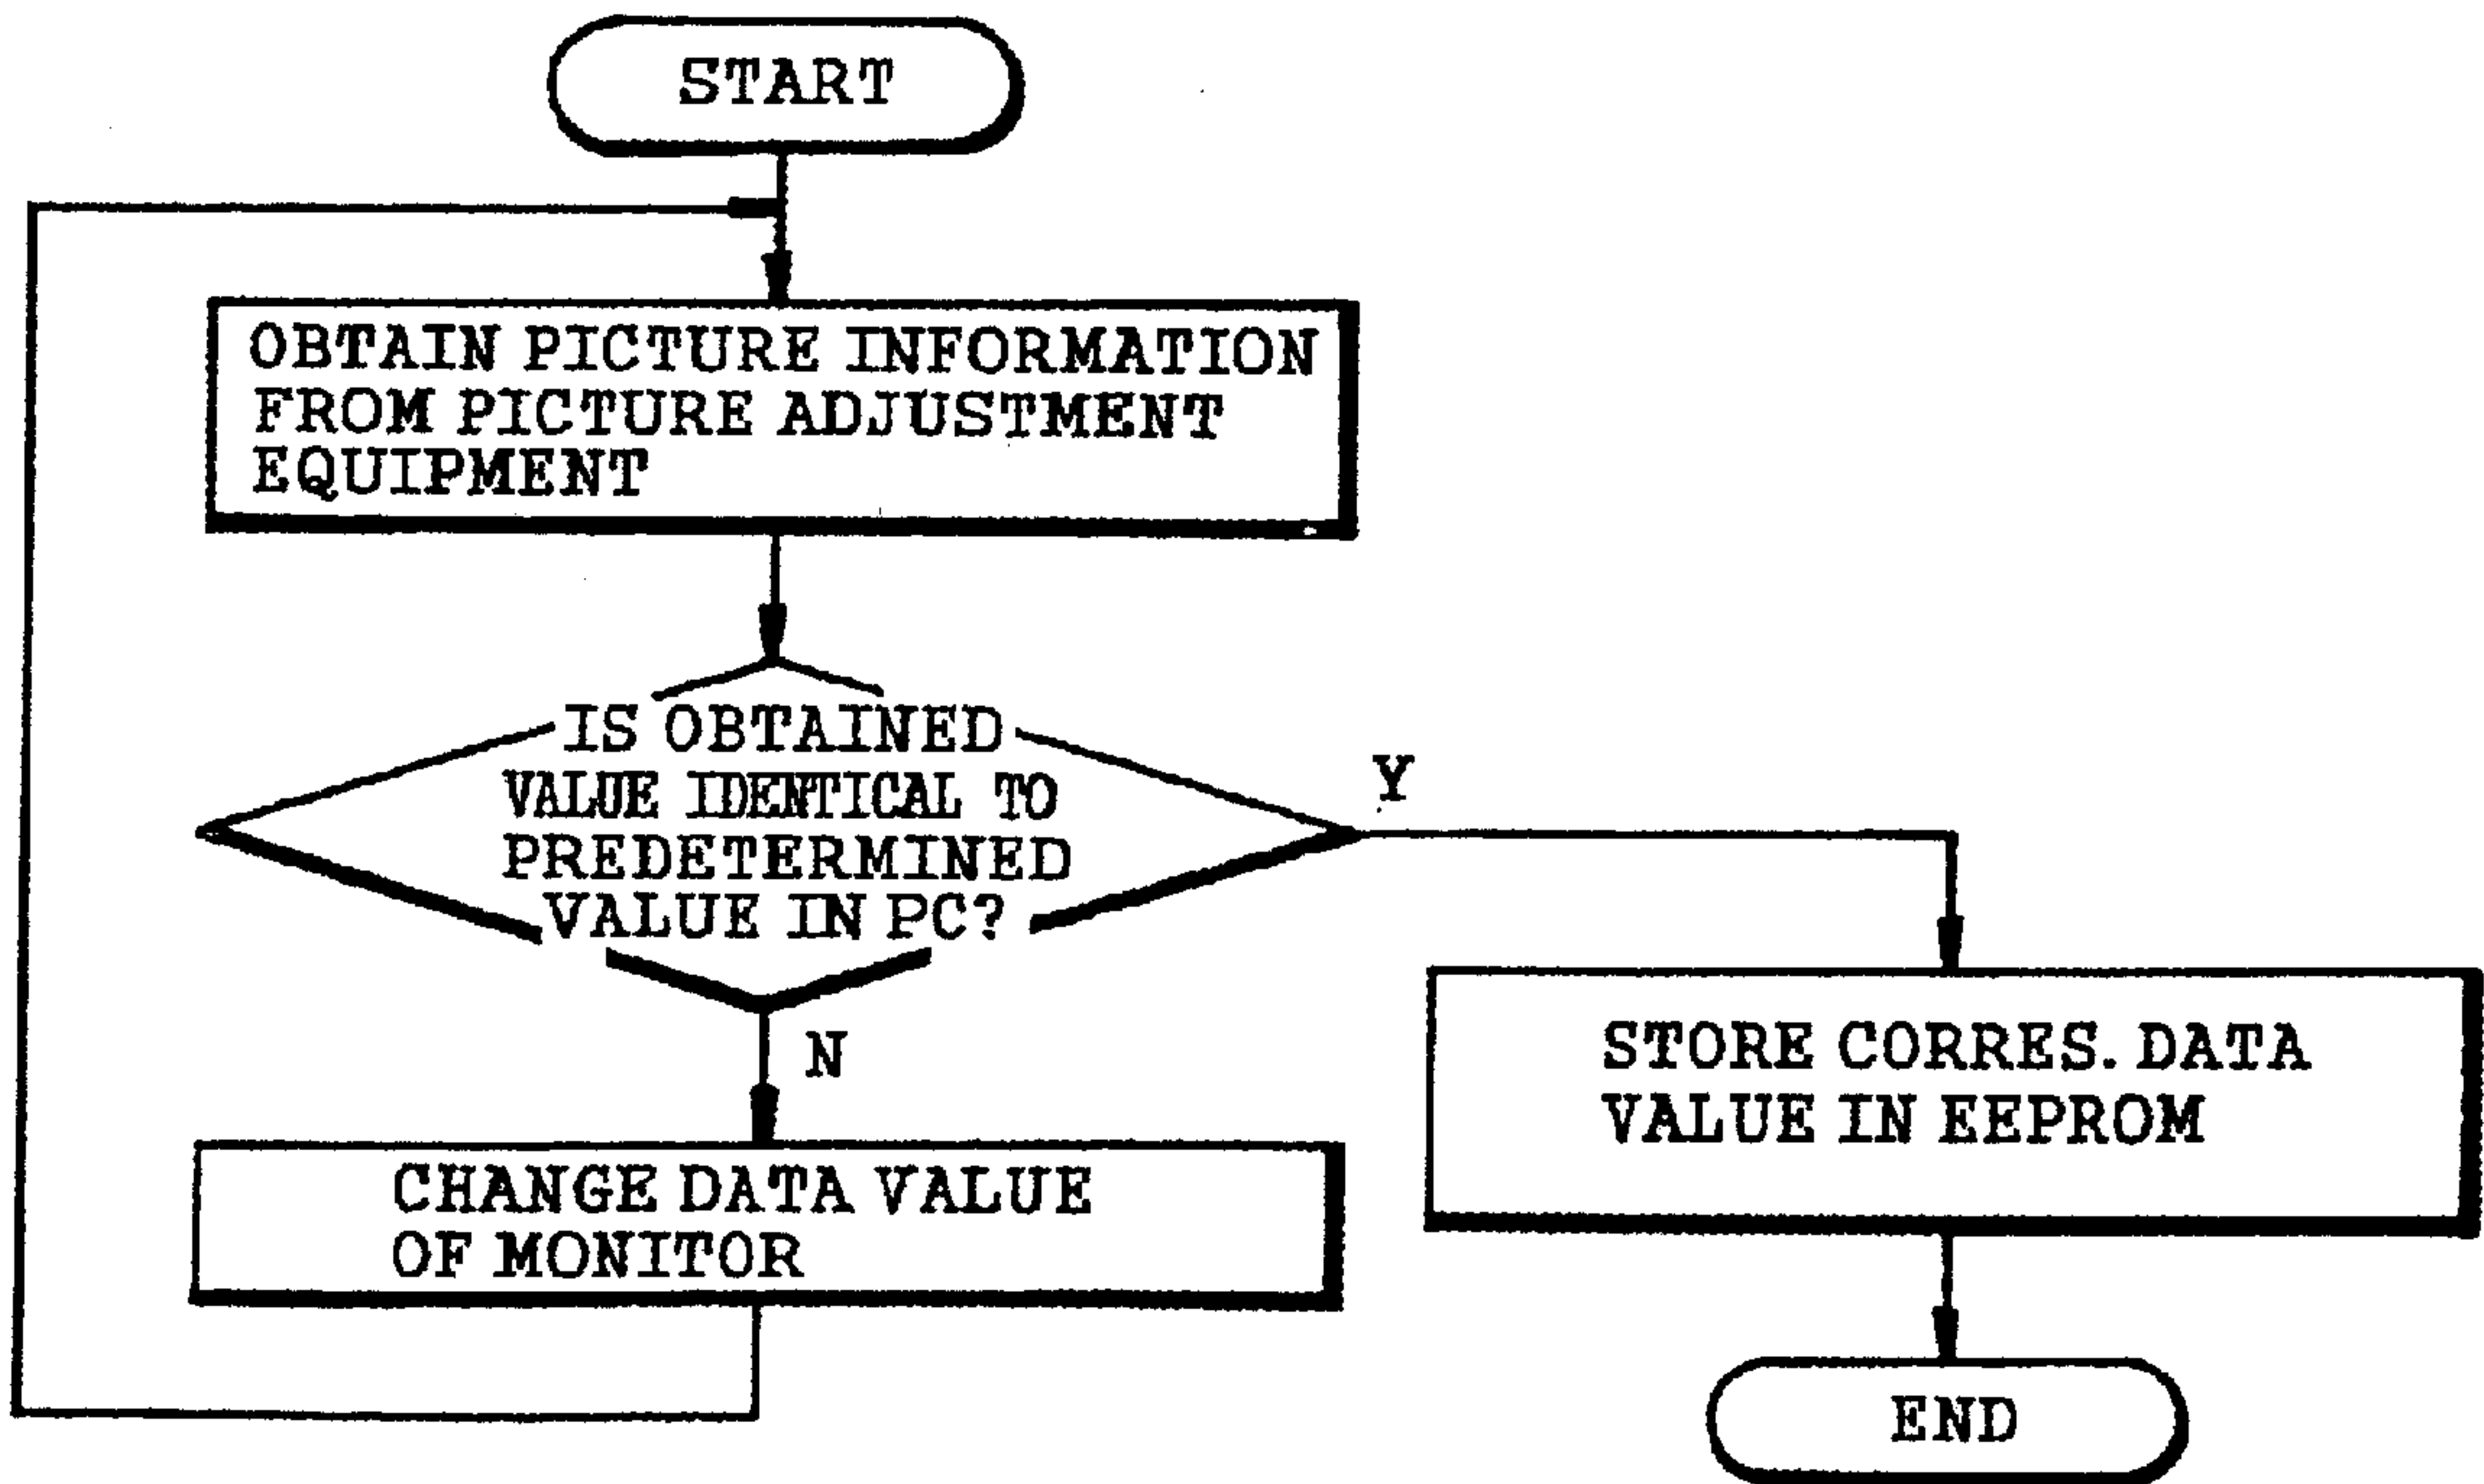 START
OBTAIN PICTURE INFORMATION
FROM PICTURE ADJUSTMENT
EQUIPMENT
IS OBTAINED
VALUE IDENTICAL TO
PREDETERMINED
VALUE IN PC?
Y
N
CHANGE DATA VALUE
OF MONITOR
STORE CORRES. DATA
VALUE IN EEPROM
END